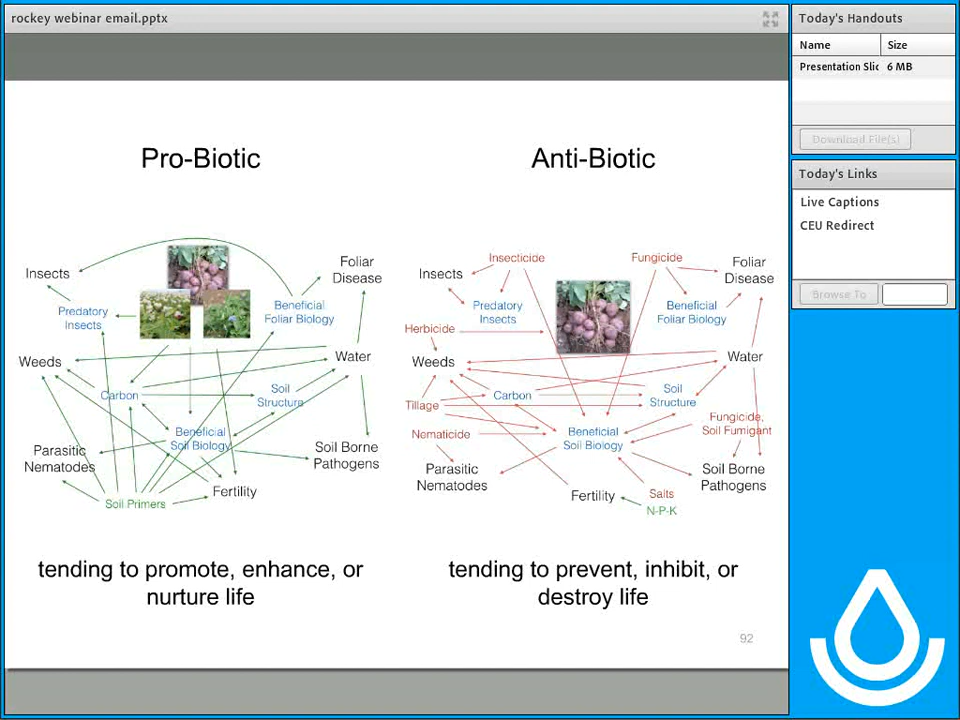 rockey webinar email.pptx
Today's Handouts
Name Size
Presentation Slic 6 MB
Download File(s)
Today's Links
Live Captions
CEU Redirect
Browse To
Pro-Biotic
Insects
Foliar
Disease
Predatory
Insects
Beneficial
Foliar Biology
Weeds
Water
Carbon
Soil
Structure
Beneficial
Soil Biology
Parasitic
Nematodes
Soil Borne
Pathogens
Fertility
Soil Primers
tending to promote, enhance, or
nurture life
Anti-Biotic
Insecticide
Fungicide
Insects
Foliar
Disease
Predatory
Insects
Beneficial
Foliar Biology
Herbicide
Weeds
Water
Carbon
Soil
Structure
Tillage
Fungicide,
Soil Fumigant
Nematicide
Beneficial
Soil Biology
Parasitic
Nematodes
Soil Borne
Pathogens
Fertility
Salts
N-P-K
tending to prevent, inhibit, or
destroy life
92